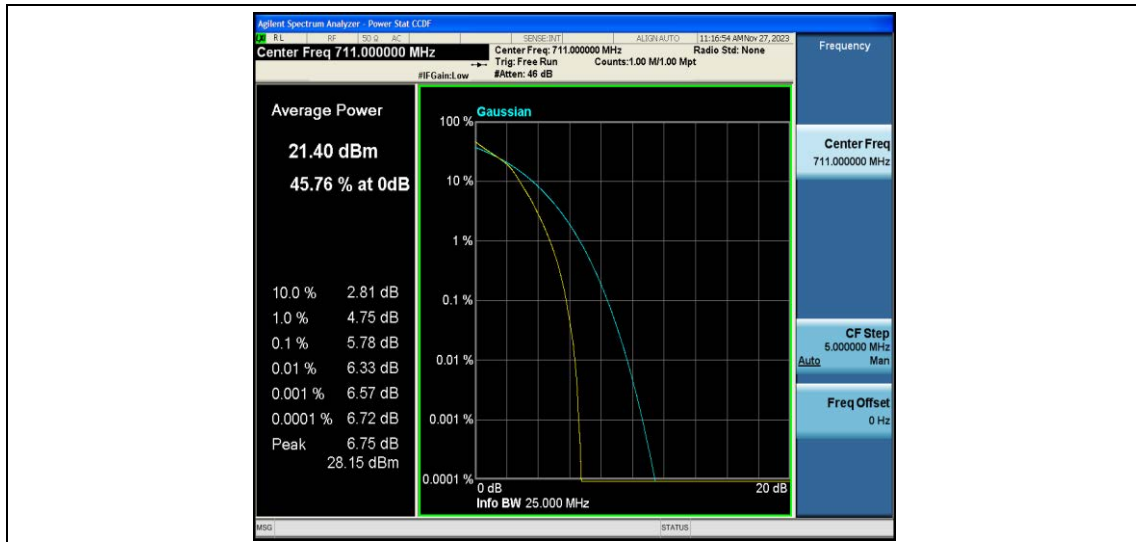 Agilent Spectrum Analyzer - Power Stat CCDF
RL RF 50 Ω AC SENSE:INT ALIGN AUTO 11:16:54 AM Nov 27, 2023
Center Freq 711.000000 MHz
Center Freq: 711.000000 MHz Radio Std: None
Trig: Free Run Counts:1.00 M/1.00 Mpt
#IFGain:Low #Atten: 46 dB
Frequency
Average Power
21.40 dBm
45.76 % at 0dB
10.0 % 2.81 dB
1.0 % 4.75 dB
0.1 % 5.78 dB
0.01 % 6.33 dB
0.001 % 6.57 dB
0.0001 % 6.72 dB
Peak 6.75 dB
28.15 dBm
Gaussian
100 %
10 %
1 %
0.1 %
0.01 %
0.001 %
0.0001 %
0 dB 20 dB
Info BW 25.000 MHz
Center Freq
711.000000 MHz
CF Step
5.000000 MHz
Auto Man
Freq Offset
0 Hz
MSG STATUS